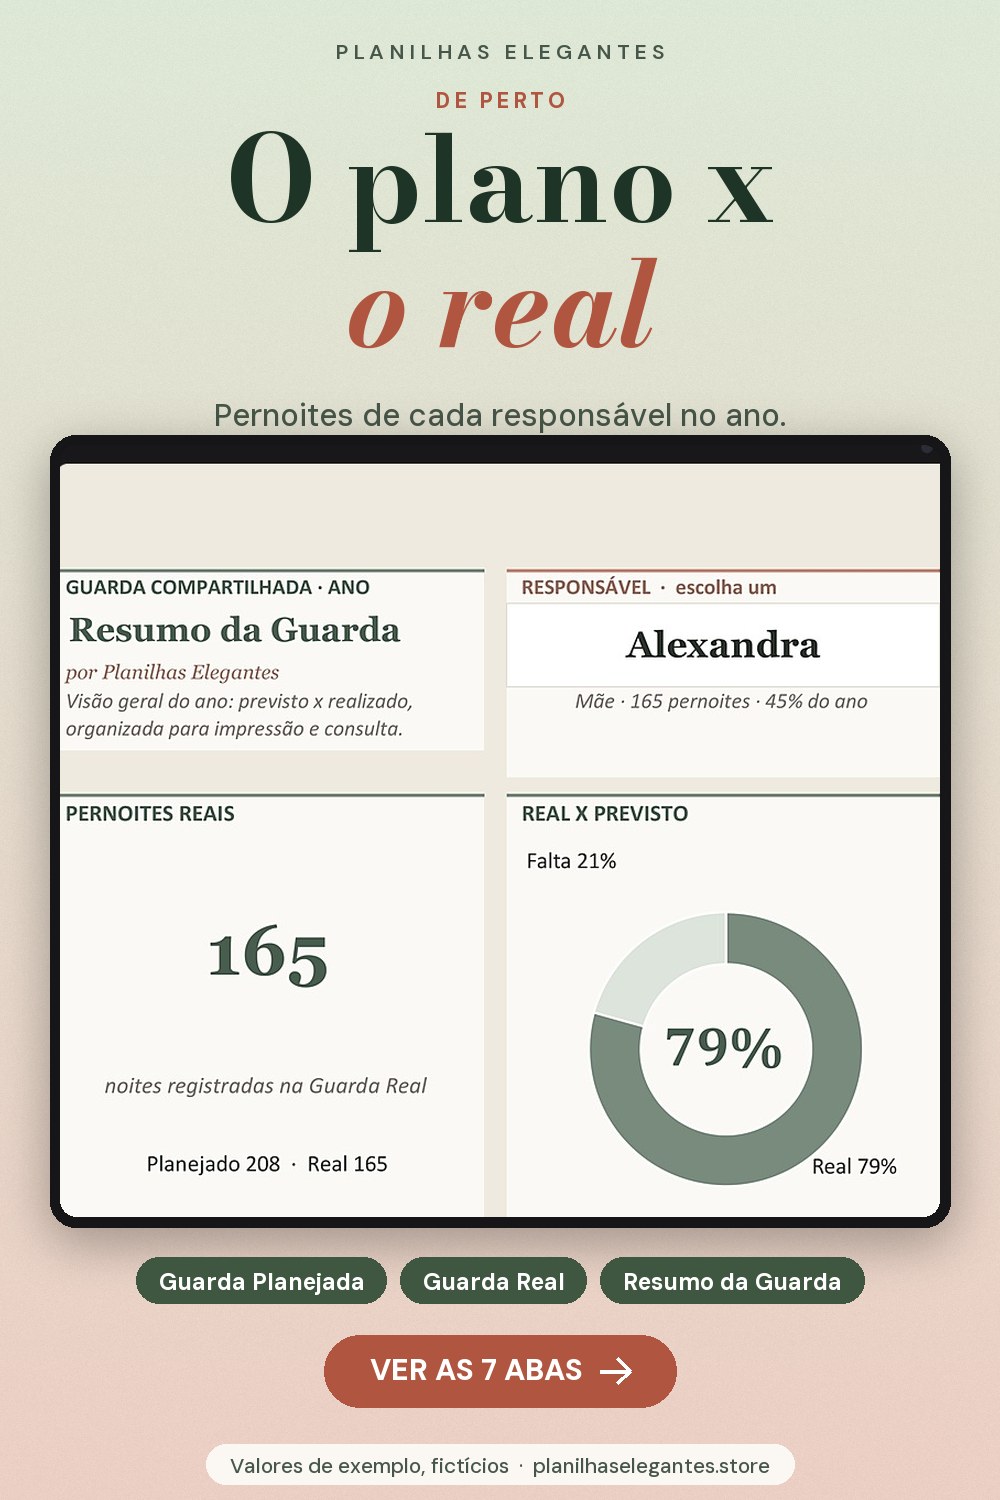 PLANILHAS ELEGANTES
DE PERTO
O plano x
o real
Pernoites de cada responsável no ano.
GUARDA COMPARTILHADA · ANO
Resumo da Guarda
por Planilhas Elegantes
Visão geral do ano: previsto x realizado,
organizada para impressão e consulta.
RESPONSÁVEL · escolha um
Alexandra
Mãe · 165 pernoites · 45% do ano
PERNOITES REAIS
165
noites registradas na Guarda Real
Planejado 208 · Real 165
REAL X PREVISTO
Falta 21%
79%
Real 79%
Guarda Planejada
Guarda Real
Resumo da Guarda
VER AS 7 ABAS →
Valores de exemplo, fictícios · planilhaselegantes.store